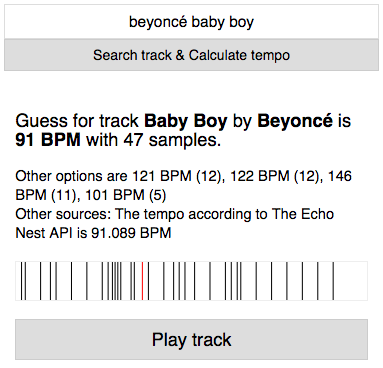 beyoncé baby boy
Search track & Calculate tempo
Guess for track Baby Boy by Beyoncé is
91 BPM with 47 samples.
Other options are 121 BPM (12), 122 BPM (12), 146
BPM (11), 101 BPM (5)
Other sources: The tempo according to The Echo
Nest API is 91.089 BPM
Play track